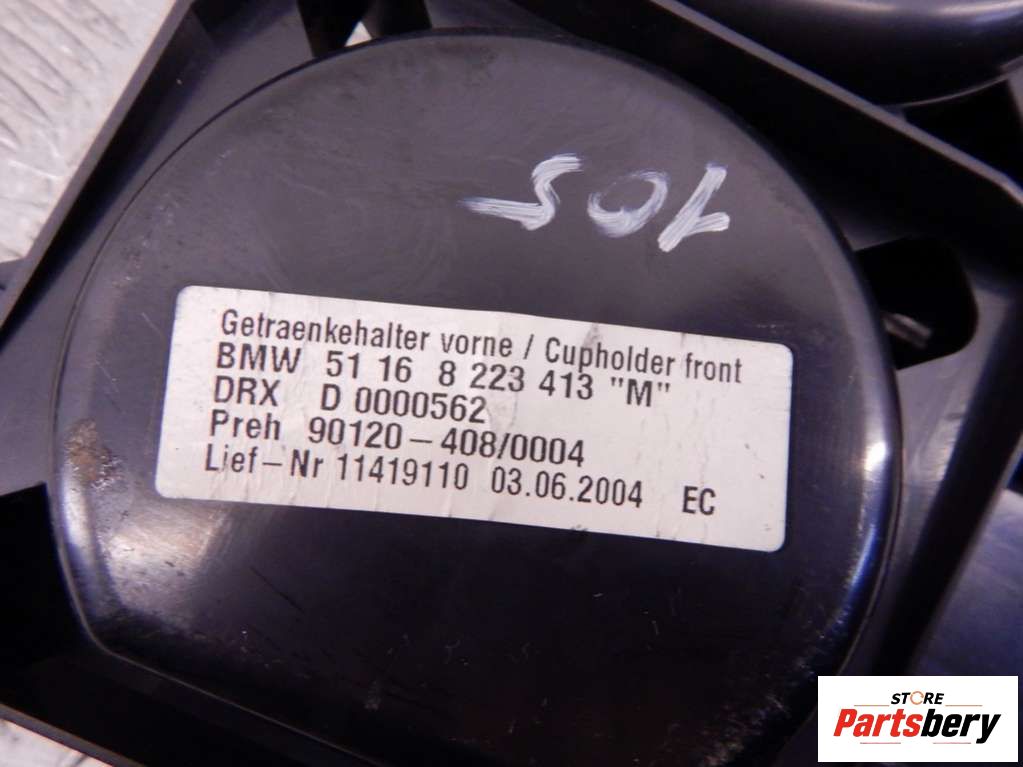 105
Getraenkehalter vorne / Cupholder front
BMW 51 16 8 223 413 "M"
DRX D 0000562
Preh 90120-408/0004
Lief-Nr 11419110 03.06.2004 EC
STORE
Partsbery